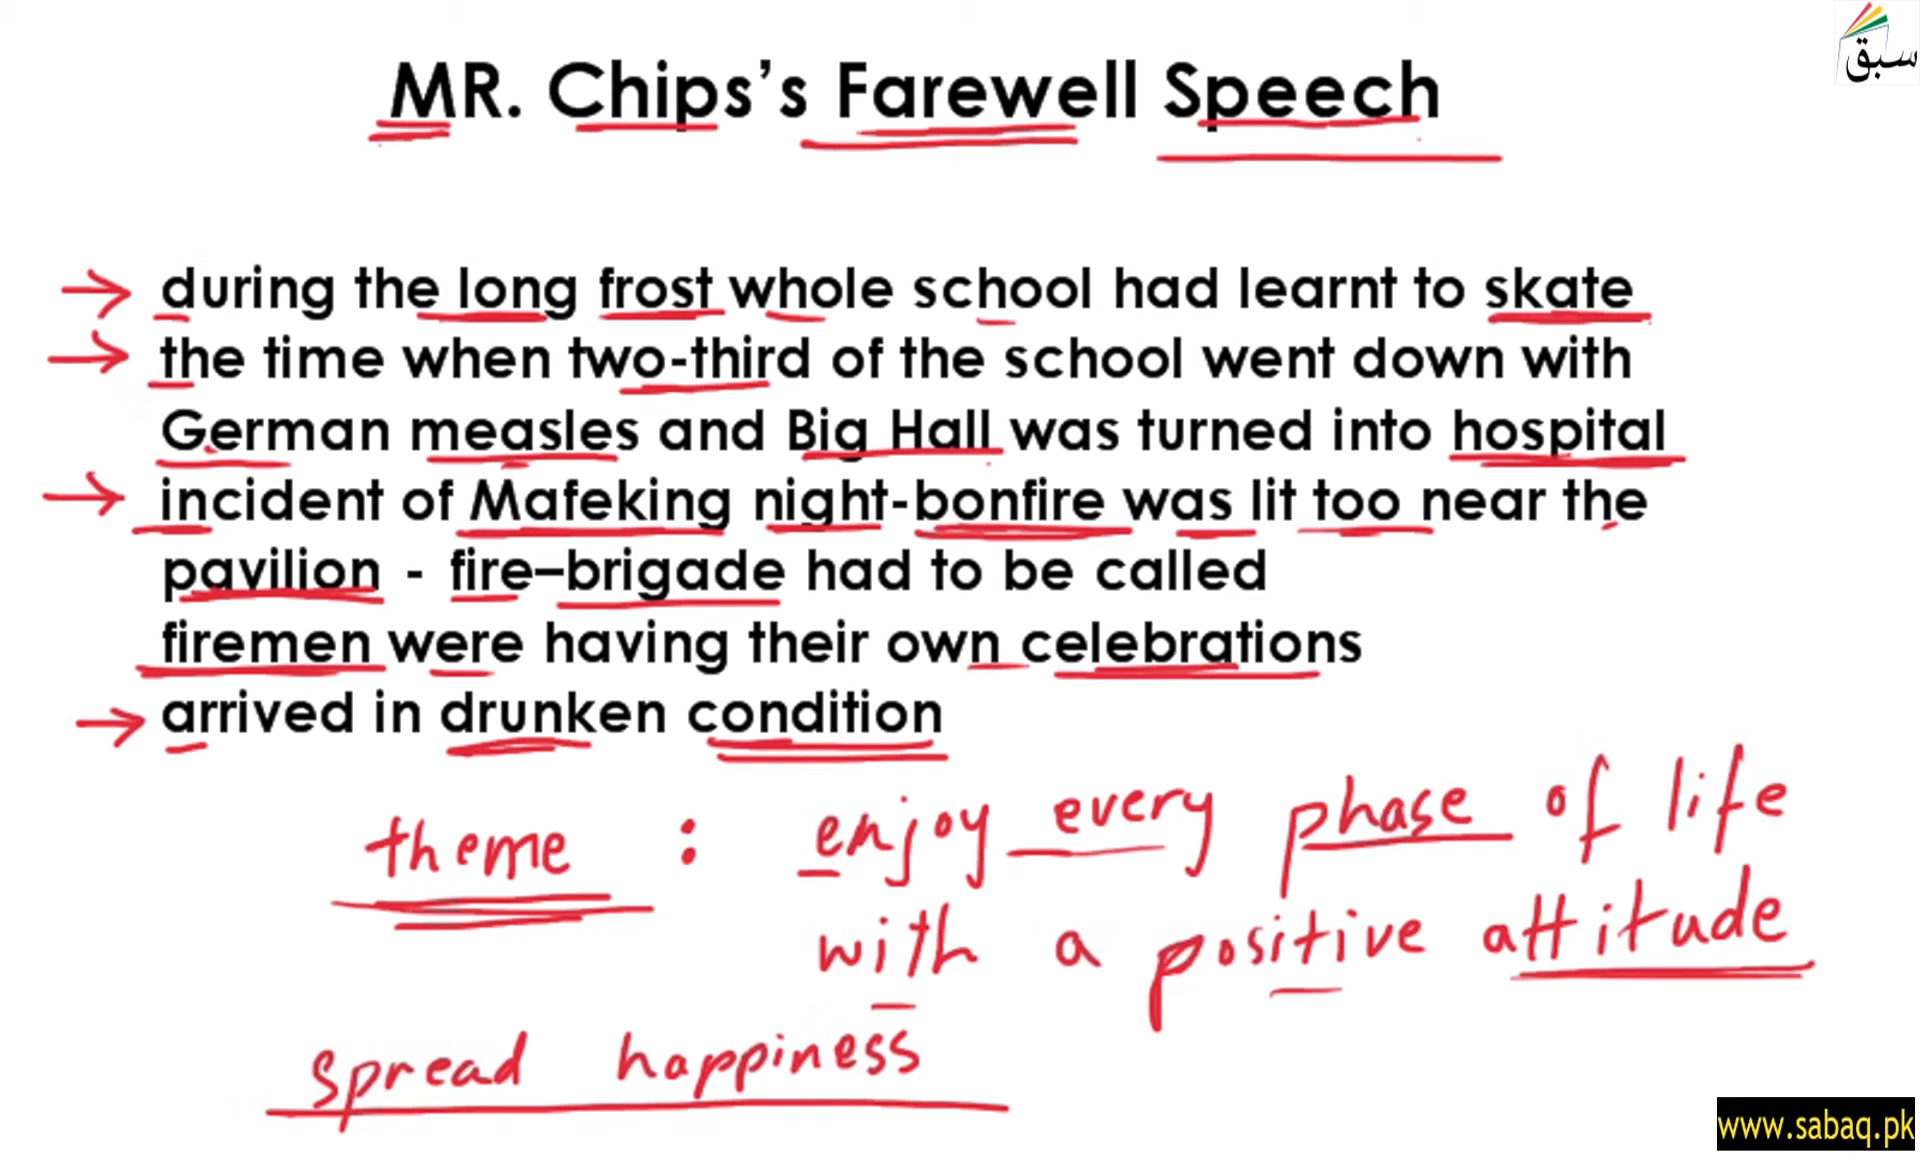 سبق
MR. Chips's Farewell Speech
during the long frost whole school had learnt to skate
the time when two-third of the school went down with
German measles and Big Hall was turned into hospital
incident of Mafeking night-bonfire was lit too near the
pavilion - fire–brigade had to be called
firemen were having their own celebrations
arrived in drunken condition
theme : enjoy every phase of life
with a positive attitude
spread happiness
www.sabaq.pk